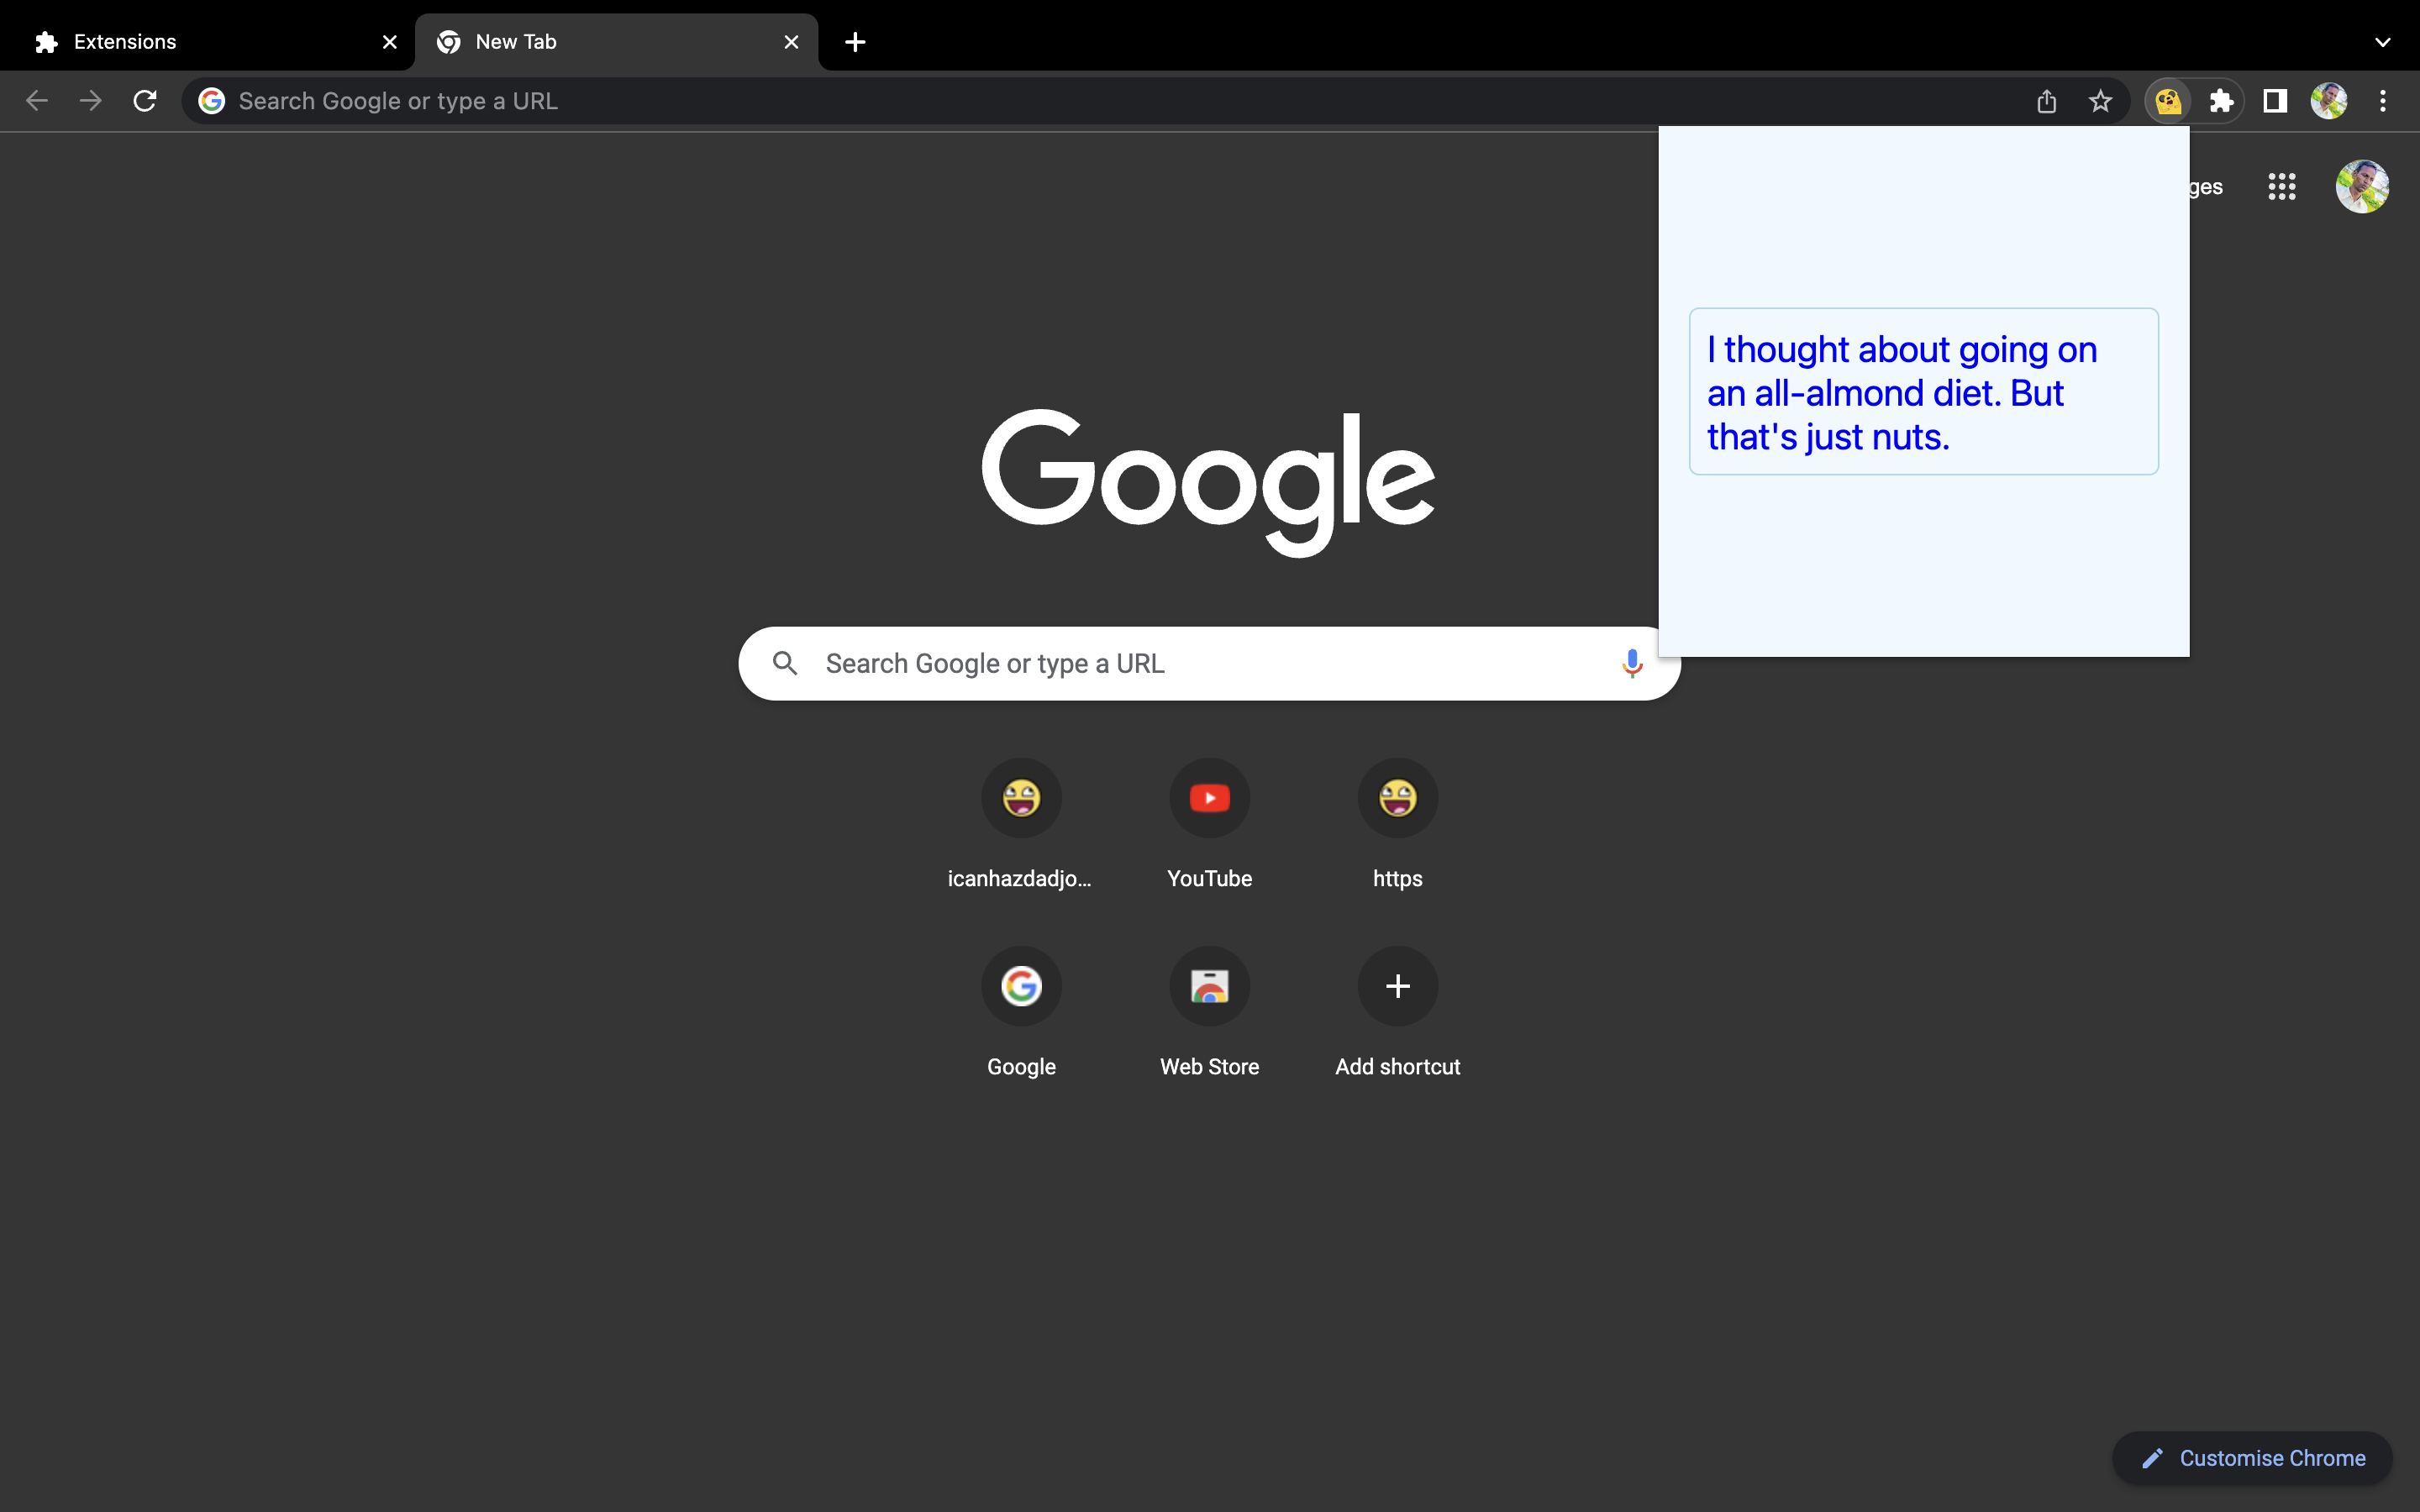 Extensions
New Tab
Search Google or type a URL
ges
I thought about going on
an all-almond diet. But
that's just nuts.
Google
Search Google or type a URL
icanhazdadjo...
YouTube
https
Google
Web Store
Add shortcut
Customise Chrome